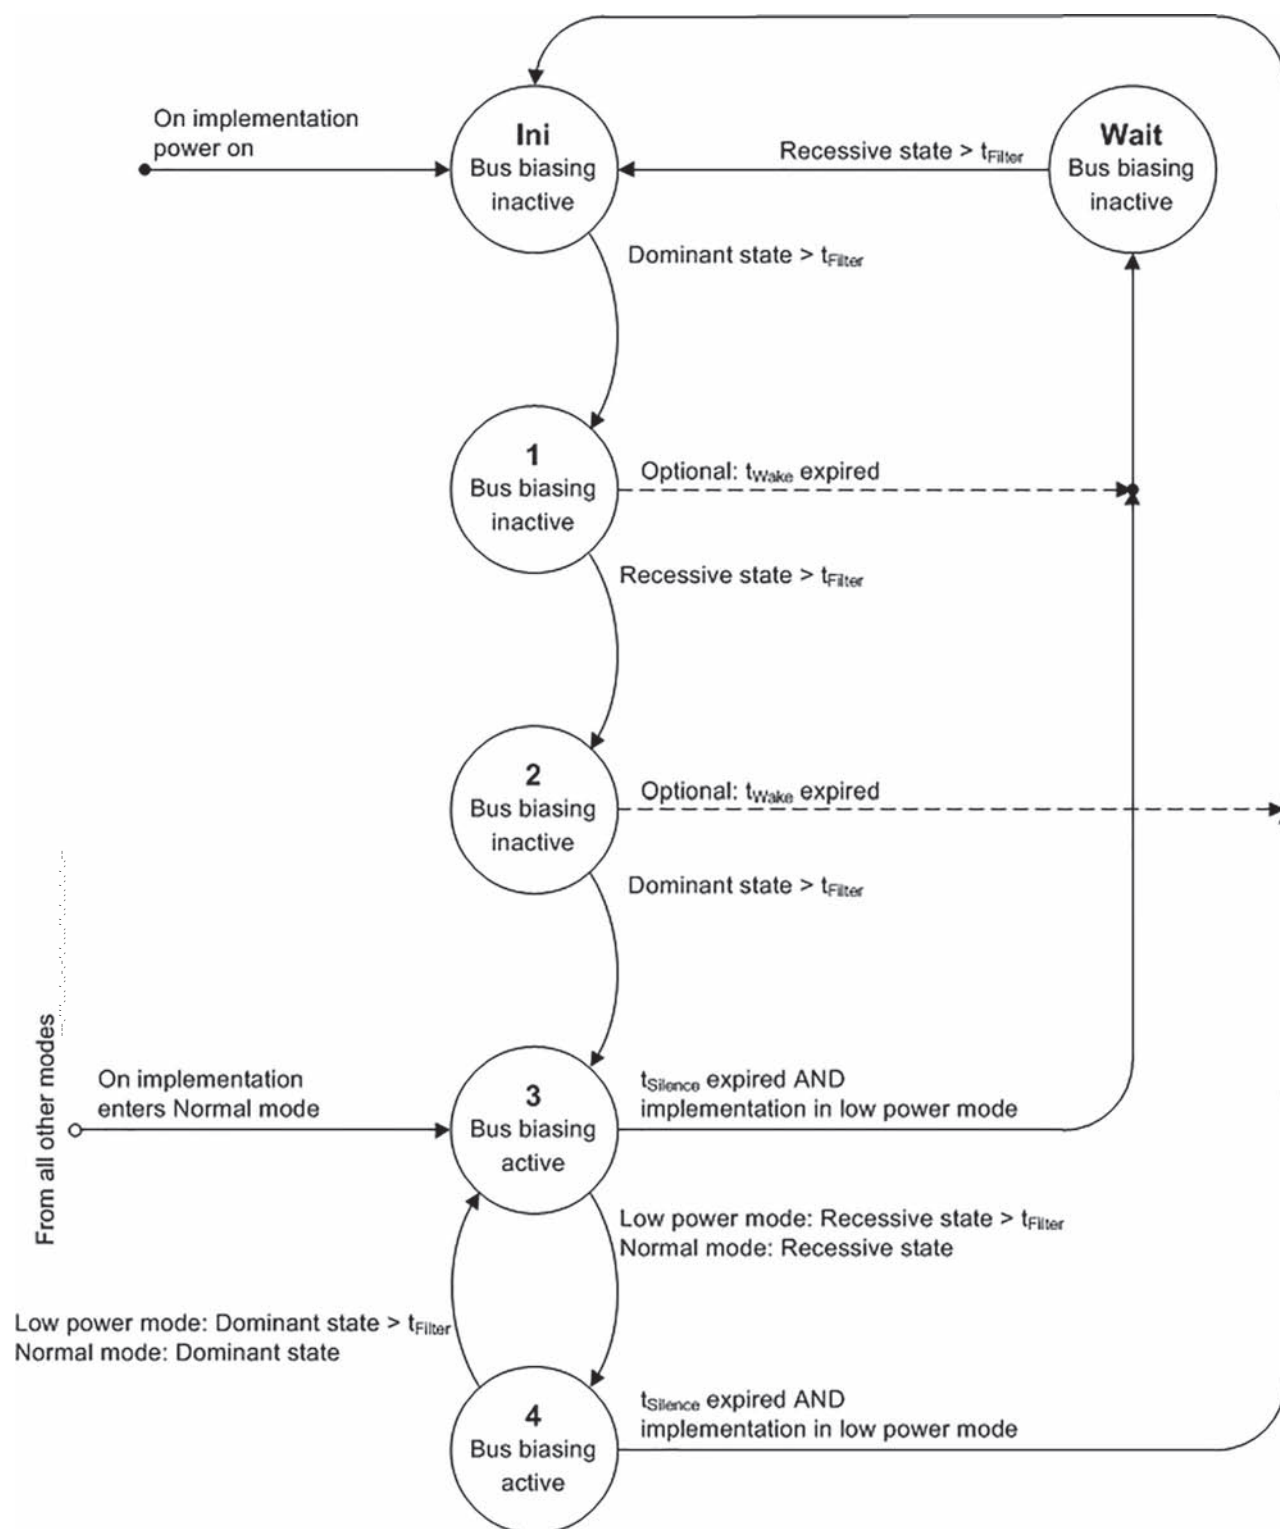 On implementation
power on
Ini
Bus biasing
inactive
Recessive state > tFilter
Wait
Bus biasing
inactive
Dominant state > tFilter
1
Bus biasing
inactive
Optional: tWake expired
Recessive state > tFilter
2
Bus biasing
inactive
Optional: tWake expired
Dominant state > tFilter
From all other modes
On implementation
enters Normal mode
3
Bus biasing
active
tSilence expired AND
implementation in low power mode
Low power mode: Recessive state > tFilter
Normal mode: Recessive state
Low power mode: Dominant state > tFilter
Normal mode: Dominant state
4
Bus biasing
active
tSilence expired AND
implementation in low power mode